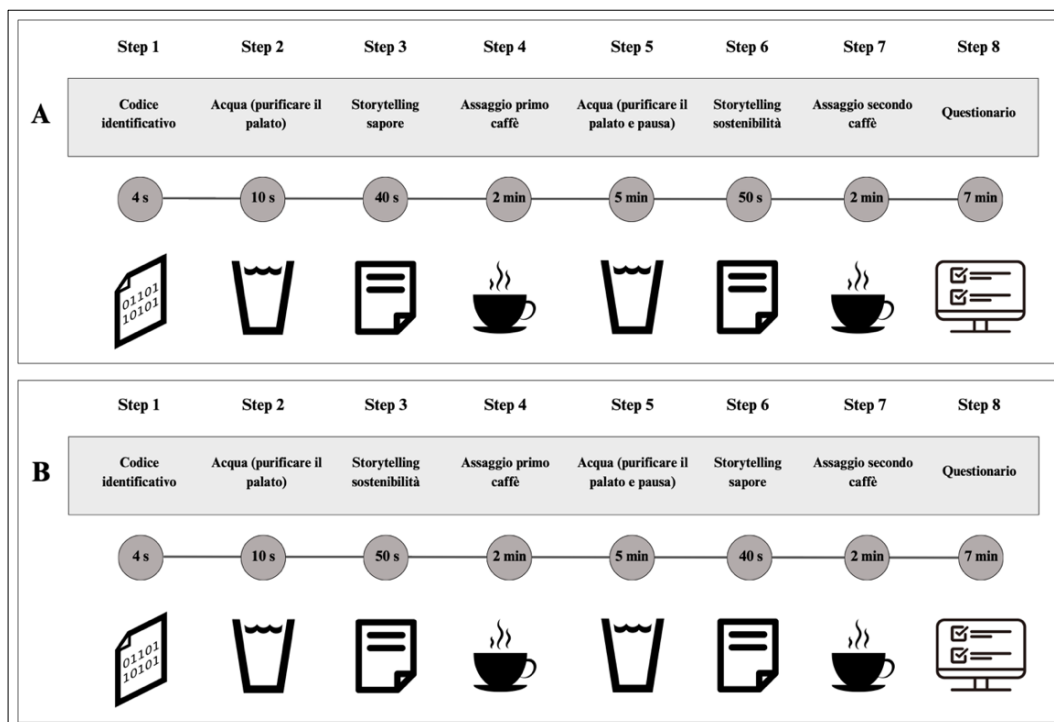 Step 1 Step 2 Step 3 Step 4 Step 5 Step 6 Step 7 Step 8
A
Codice
identificativo
Acqua (purificare il
palato)
Storytelling
sapore
Assaggio primo
caffè
Acqua (purificare il
palato e pausa)
Storytelling
sostenibilità
Assaggio secondo
caffè
Questionario
4 s 10 s 40 s 2 min 5 min 50 s 2 min 7 min
01101
10101
Step 1 Step 2 Step 3 Step 4 Step 5 Step 6 Step 7 Step 8
B
Codice
identificativo
Acqua (purificare il
palato)
Storytelling
sostenibilità
Assaggio primo
caffè
Acqua (purificare il
palato e pausa)
Storytelling
sapore
Assaggio secondo
caffè
Questionario
4 s 10 s 50 s 2 min 5 min 40 s 2 min 7 min
01101
10101